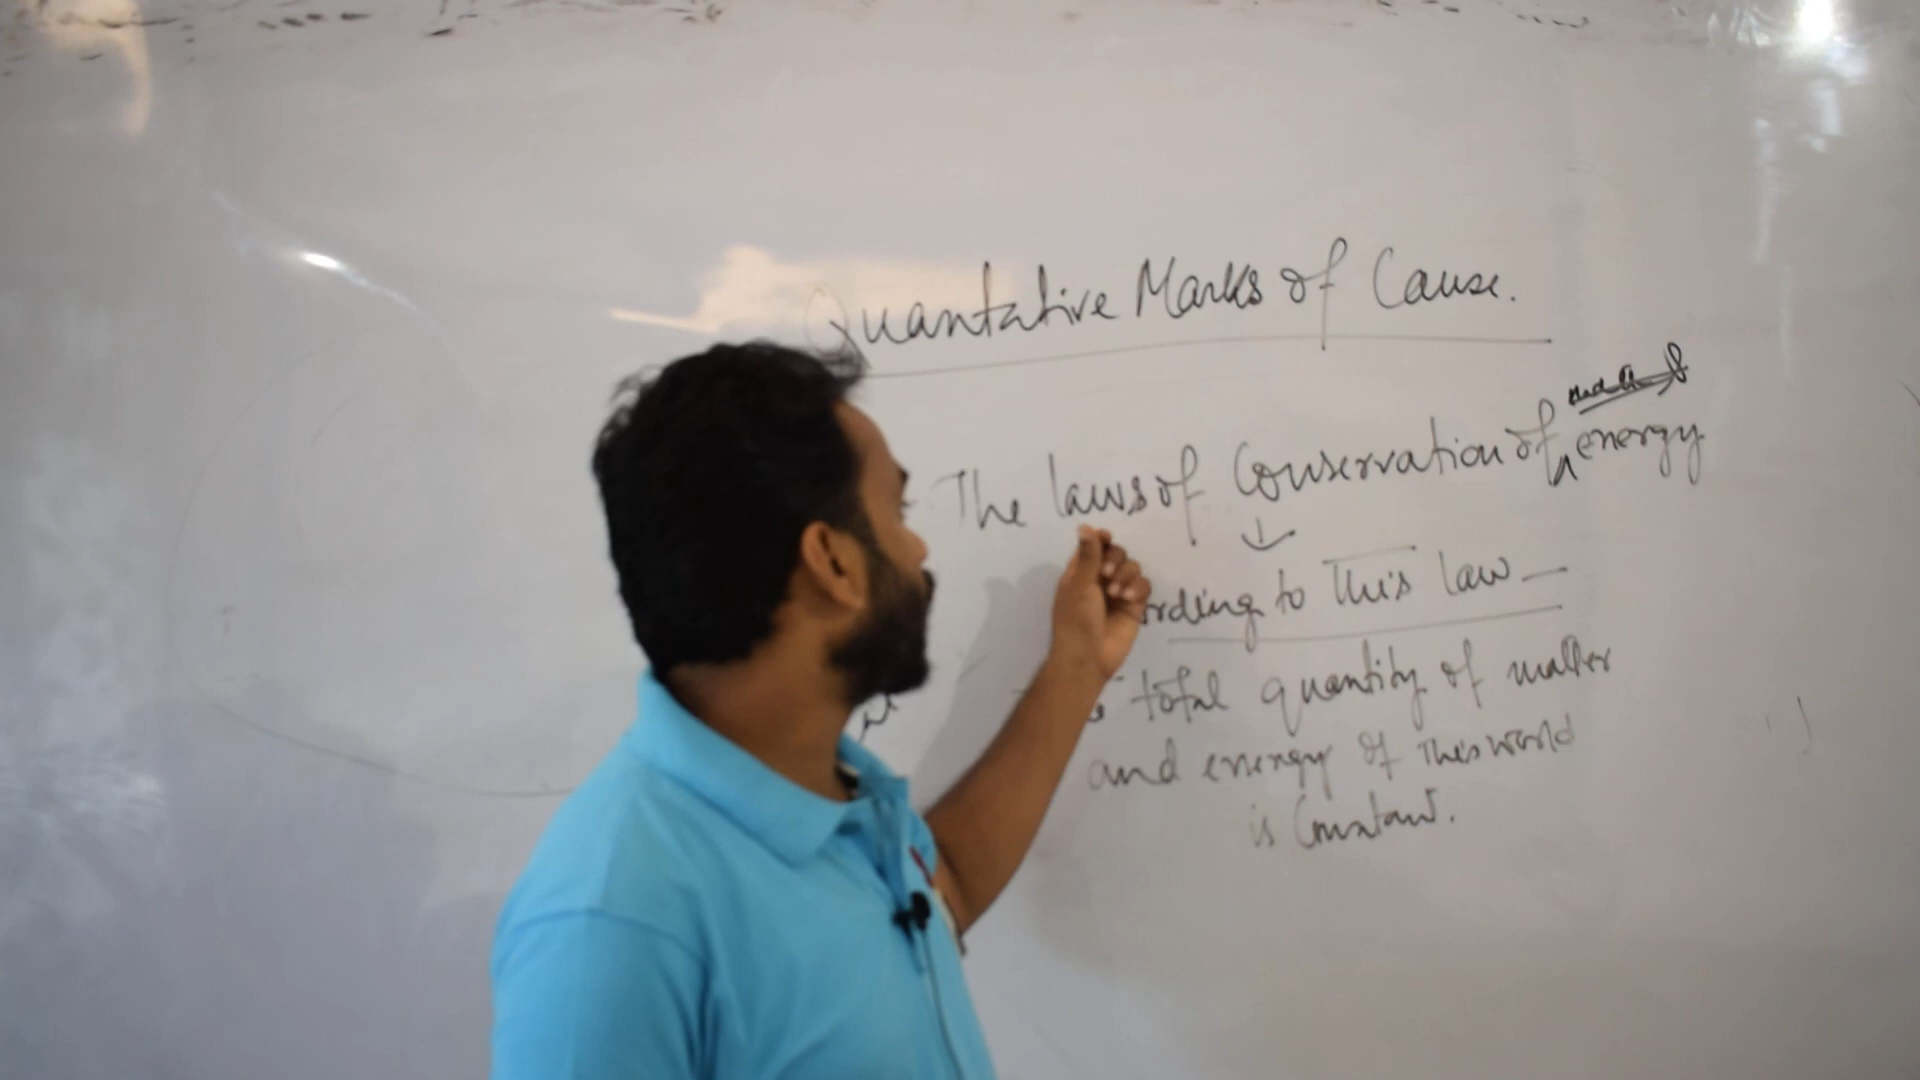 Quantative Marks of Cause.
The laws of Conservation of energy
rding to this law —
total quantity of matter
and energy of this world
is Constant.